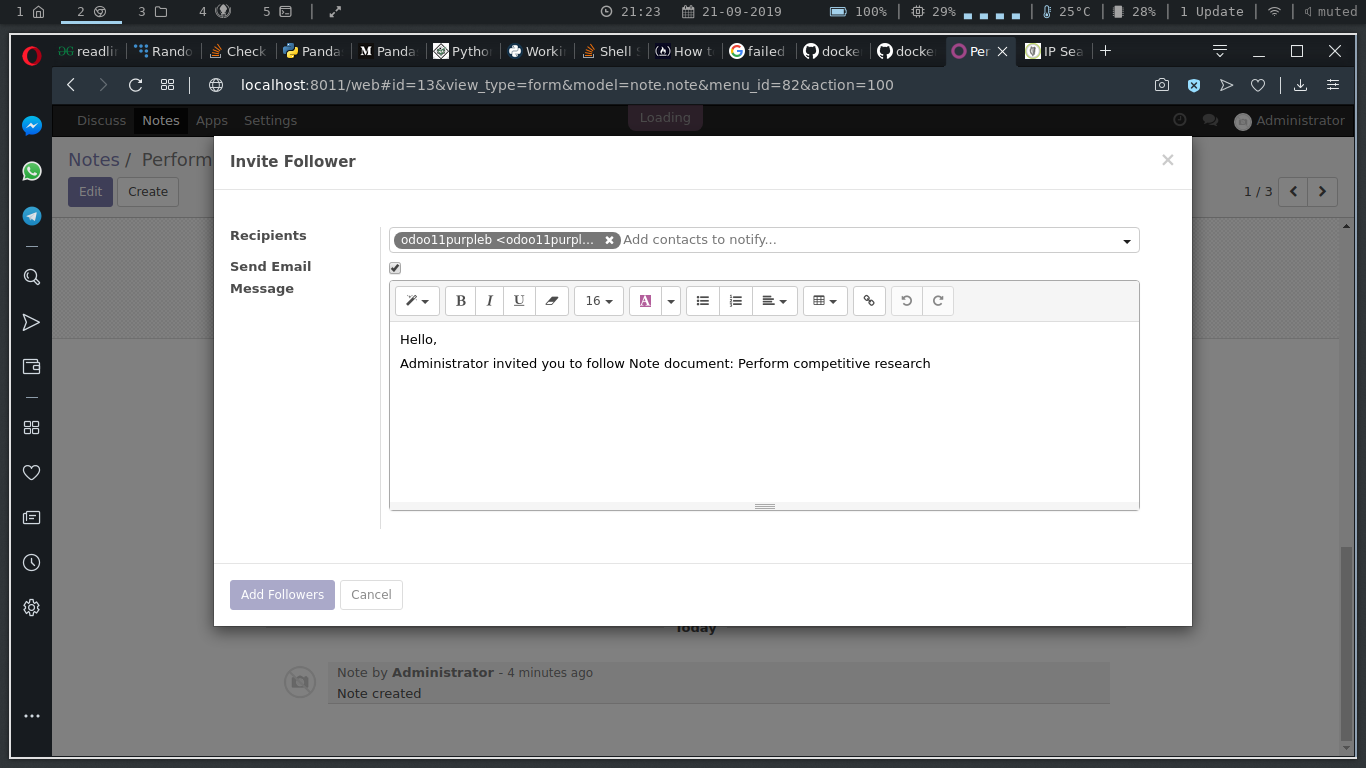 1 2 3 4 5 21:23 21-09-2019 100% 29% 25°C 28% 1 Update muted
readlin Rando Check Panda Panda Pytho Worki Shell How t failed docke docke Per IP Sea
localhost:8011/web#id=13&view_type=form&model=note.note&menu_id=82&action=100
Discuss Notes Apps Settings Loading Administrator
Notes / Perform
Edit Create 1 / 3
Invite Follower ×
Recipients odoo11purpleb <odoo11purpl... Add contacts to notify...
Send Email
Message
B I U 16 A
Hello,
Administrator invited you to follow Note document: Perform competitive research
Add Followers Cancel
Today
Note by Administrator - 4 minutes ago
Note created